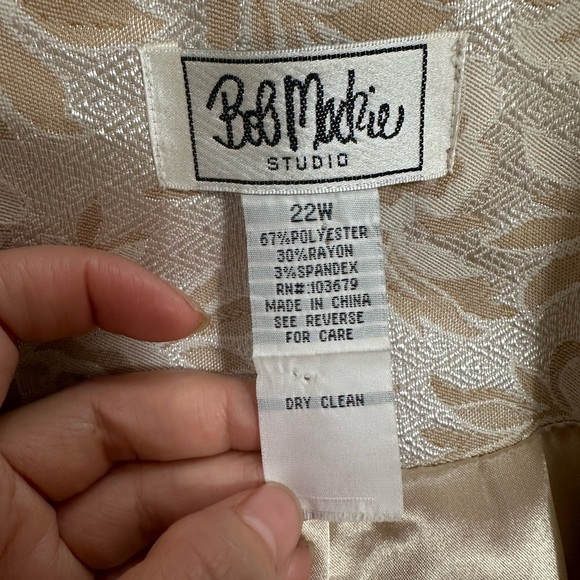 Bob Mackie
STUDIO
22W
67%POLYESTER
30%RAYON
3%SPANDEX
RN#:103679
MADE IN CHINA
SEE REVERSE
FOR CARE
DRY CLEAN